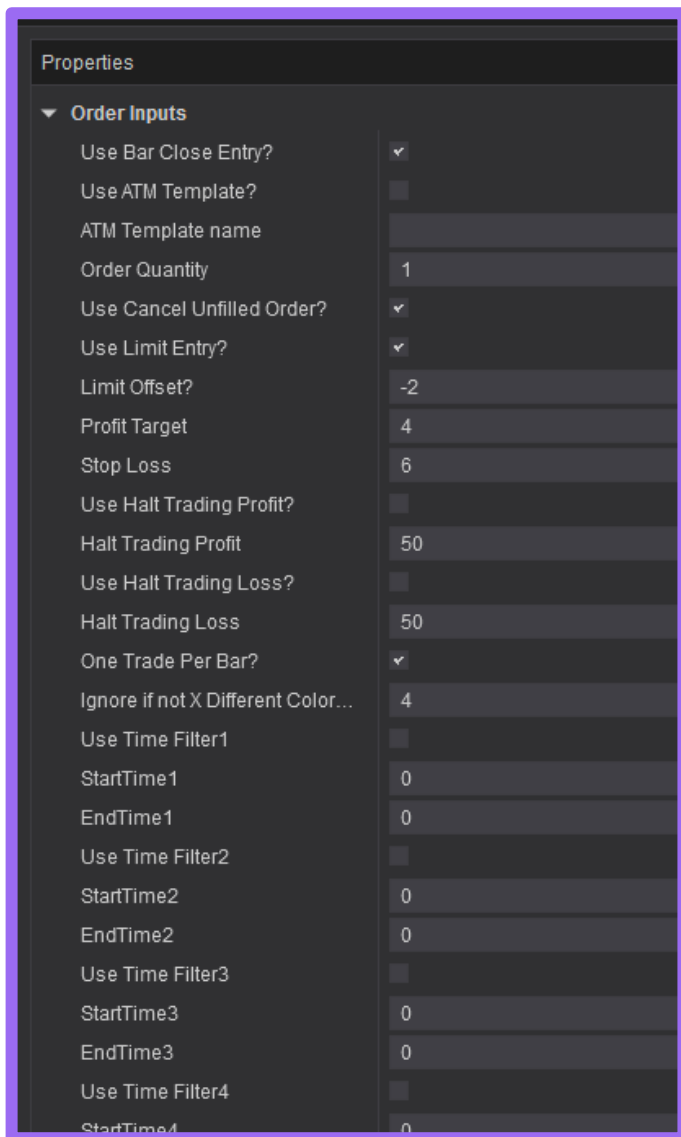 Properties
Order Inputs
Use Bar Close Entry?
Use ATM Template?
ATM Template name
Order Quantity 1
Use Cancel Unfilled Order?
Use Limit Entry?
Limit Offset? -2
Profit Target 4
Stop Loss 6
Use Halt Trading Profit?
Halt Trading Profit 50
Use Halt Trading Loss?
Halt Trading Loss 50
One Trade Per Bar?
Ignore if not X Different Color... 4
Use Time Filter1
StartTime1 0
EndTime1 0
Use Time Filter2
StartTime2 0
EndTime2 0
Use Time Filter3
StartTime3 0
EndTime3 0
Use Time Filter4
StartTime4 0